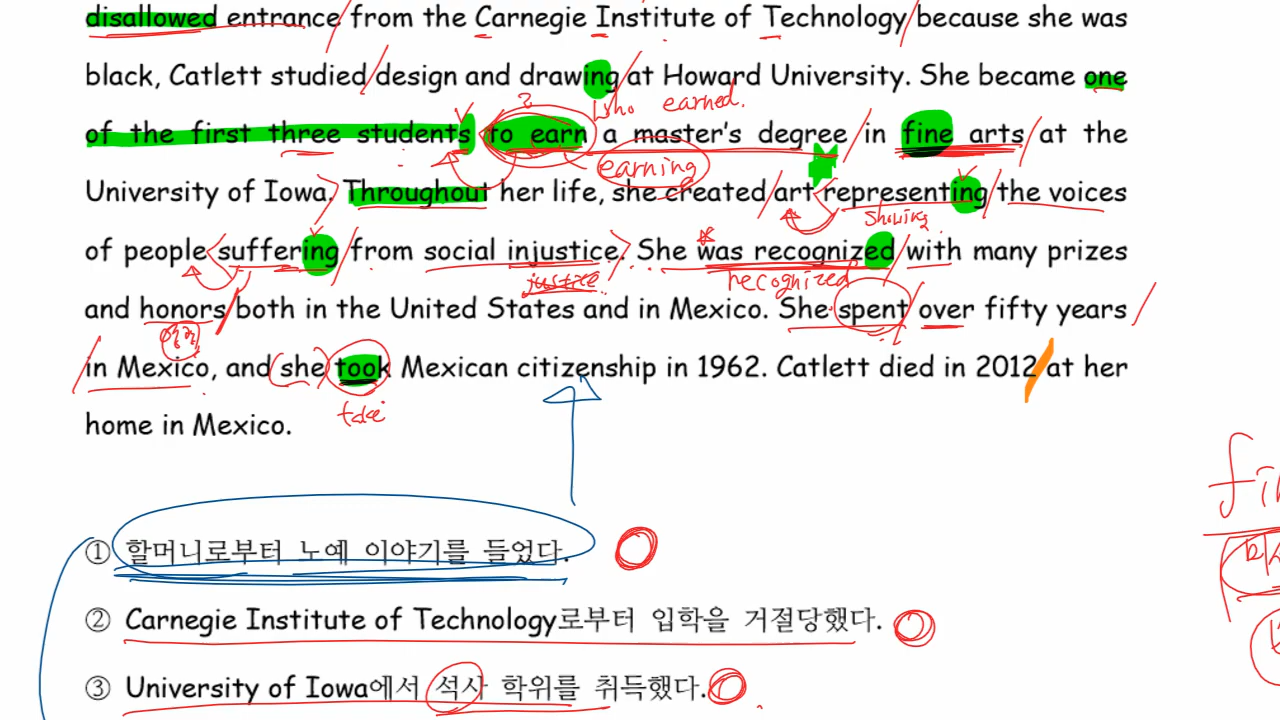 disallowed entrance from the Carnegie Institute of Technology because she was
black, Catlett studied design and drawing at Howard University. She became one
who earned.
of the first three students to earn a master's degree in fine arts at the
earning
University of Iowa. Throughout her life, she created art representing the voices
showing
of people suffering from social injustice. She was recognized with many prizes
justice recognized
and honors both in the United States and in Mexico. She spent over fifty years
in Mexico, and she took Mexican citizenship in 1962. Catlett died in 2012 at her
take
home in Mexico.
① 할머니로부터 노예 이야기를 들었다.
② Carnegie Institute of Technology로부터 입학을 거절당했다.
③ University of Iowa에서 석사 학위를 취득했다.